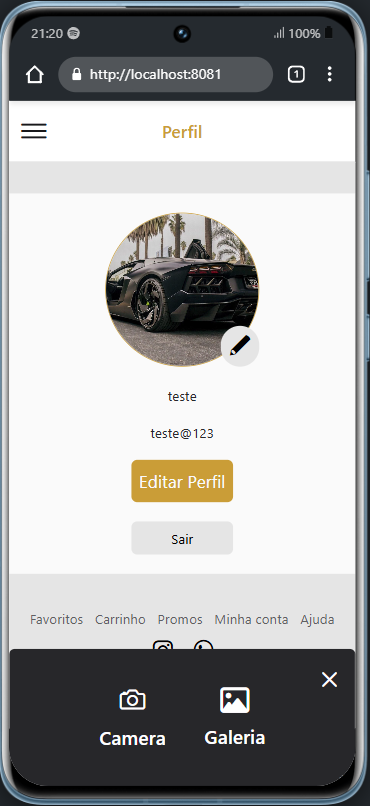 21:20 100%
http://localhost:8081 1
Perfil
teste
teste@123
Editar Perfil
Sair
Favoritos Carrinho Promos Minha conta Ajuda
Camera Galeria